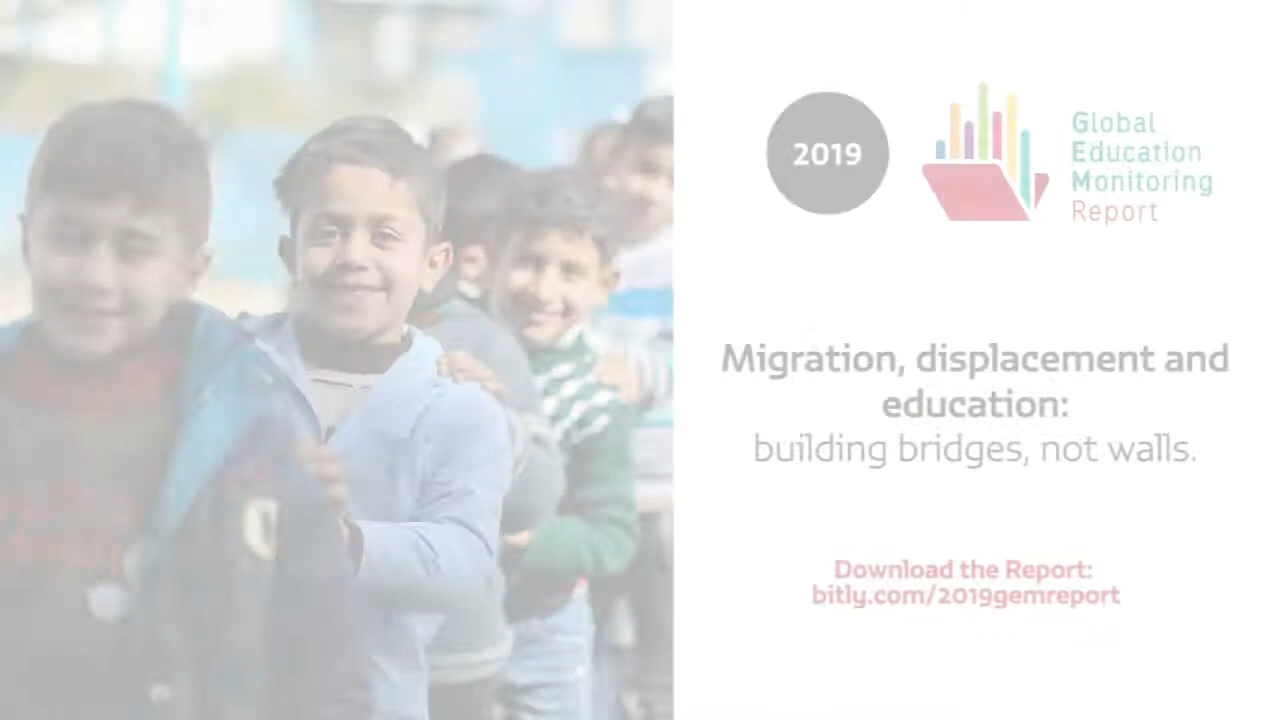 2019
Global
Education
Monitoring
Report
Migration, displacement and
education:
building bridges, not walls.
Download the Report:
bitly.com/2019gemreport